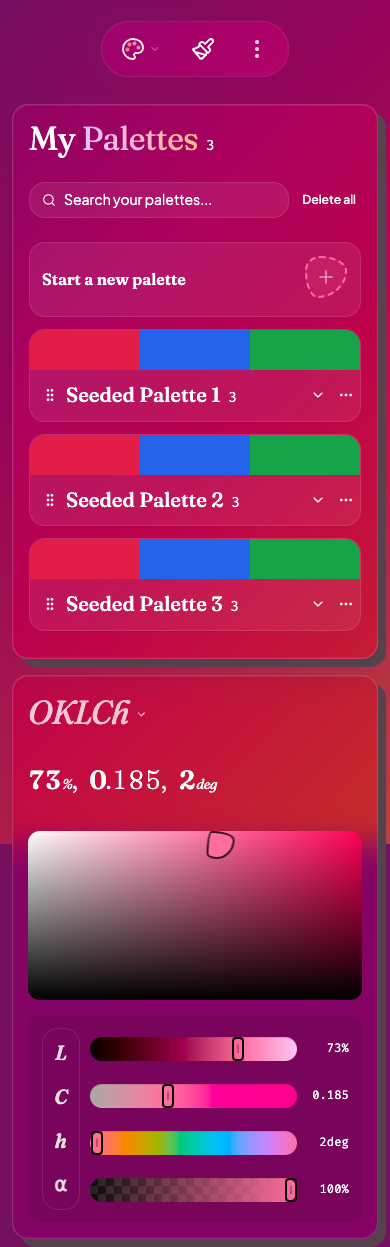 My Palettes 3
Search your palettes... Delete all
Start a new palette
Seeded Palette 1 3
Seeded Palette 2 3
Seeded Palette 3 3
OKLCh
73%, 0.185, 2deg
L 73%
C 0.185
h 2deg
α 100%